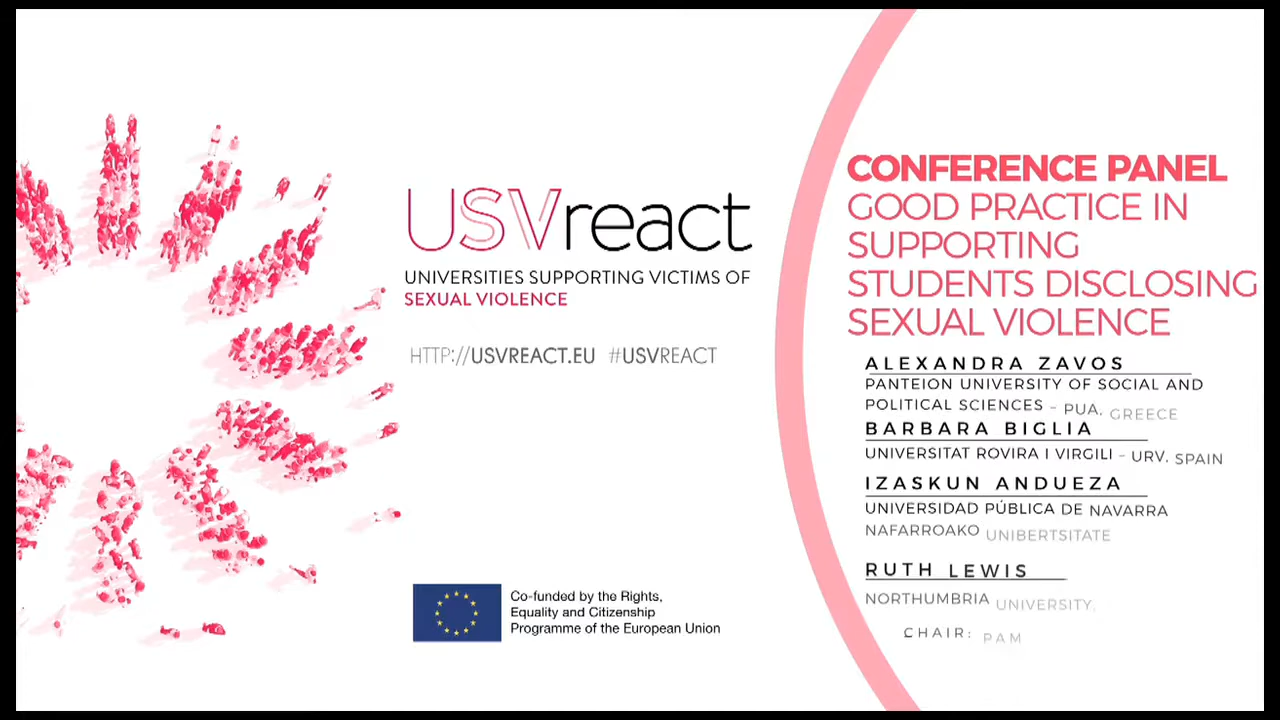 USVreact
UNIVERSITIES SUPPORTING VICTIMS OF
SEXUAL VIOLENCE
HTTP://USVREACT.EU #USVREACT
Co-funded by the Rights,
Equality and Citizenship
Programme of the European Union
CONFERENCE PANEL
GOOD PRACTICE IN
SUPPORTING
STUDENTS DISCLOSING
SEXUAL VIOLENCE
ALEXANDRA ZAVOS
PANTEION UNIVERSITY OF SOCIAL AND
POLITICAL SCIENCES – PUA. GREECE
BARBARA BIGLIA
UNIVERSITAT ROVIRA I VIRGILI – URV. SPAIN
IZASKUN ANDUEZA
UNIVERSIDAD PÚBLICA DE NAVARRA
NAFARROAKO UNIBERTSITATE
RUTH LEWIS
NORTHUMBRIA UNIVERSITY,
CHAIR: PAM